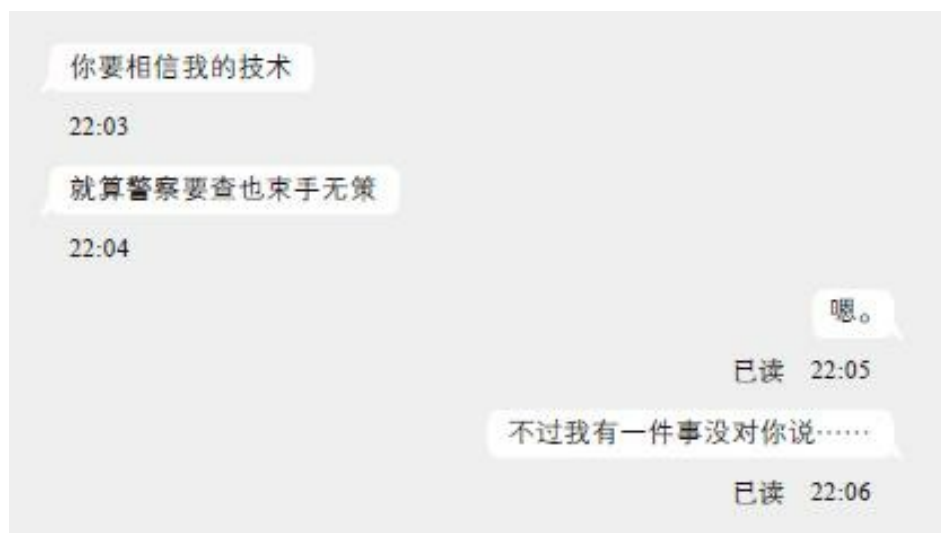 你要相信我的技术
22:03
就算警察要查也束手无策
22:04
嗯。
已读 22:05
不过我有一件事没对你说……
已读 22:06